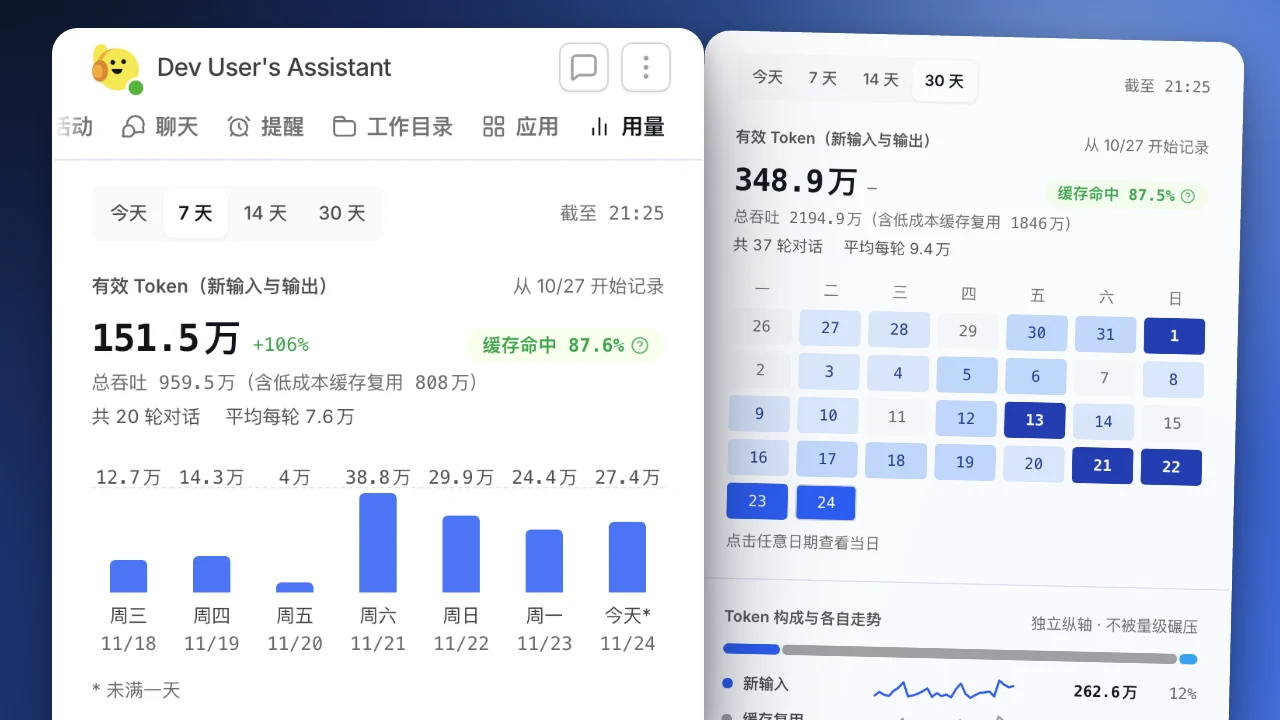 Dev User's Assistant
活动 聊天 提醒 工作目录 应用 用量
今天 7 天 14 天 30 天 截至 21:25
有效 Token（新输入与输出） 从 10/27 开始记录
151.5万 +106% 缓存命中 87.6% ?
总吞吐 959.5万（含低成本缓存复用 808万）
共 20 轮对话 平均每轮 7.6万
12.7万 14.3万 4万 38.8万 29.9万 24.4万 27.4万
周三 周四 周五 周六 周日 周一 今天*
11/18 11/19 11/20 11/21 11/22 11/23 11/24
* 未满一天
今天 7 天 14 天 30 天 截至 21:25
有效 Token（新输入与输出） 从 10/27 开始记录
348.9万 – 缓存命中 87.5% ?
总吞吐 2194.9万（含低成本缓存复用 1846万）
共 37 轮对话 平均每轮 9.4万
一 二 三 四 五 六 日
26 27 28 29 30 31 1
2 3 4 5 6 7 8
9 10 11 12 13 14 15
16 17 18 19 20 21 22
23 24
点击任意日期查看当日
Token 构成与各自走势 独立纵轴 · 不被量级碾压
新输入 262.6万 12%
缓存复用